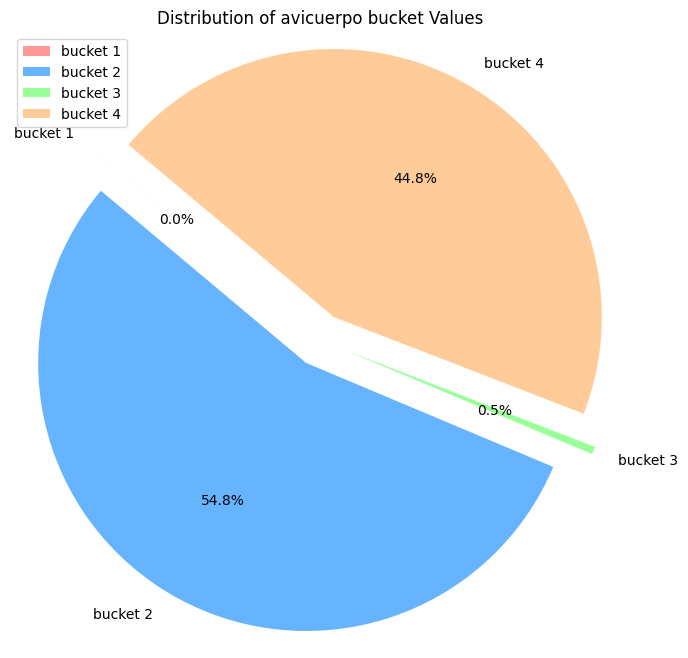 Distribution of avicuerpo bucket Values
bucket 1
bucket 2
bucket 3
bucket 4
bucket 4
bucket 1
44.8%
0.0%
0.5%
bucket 3
54.8%
bucket 2